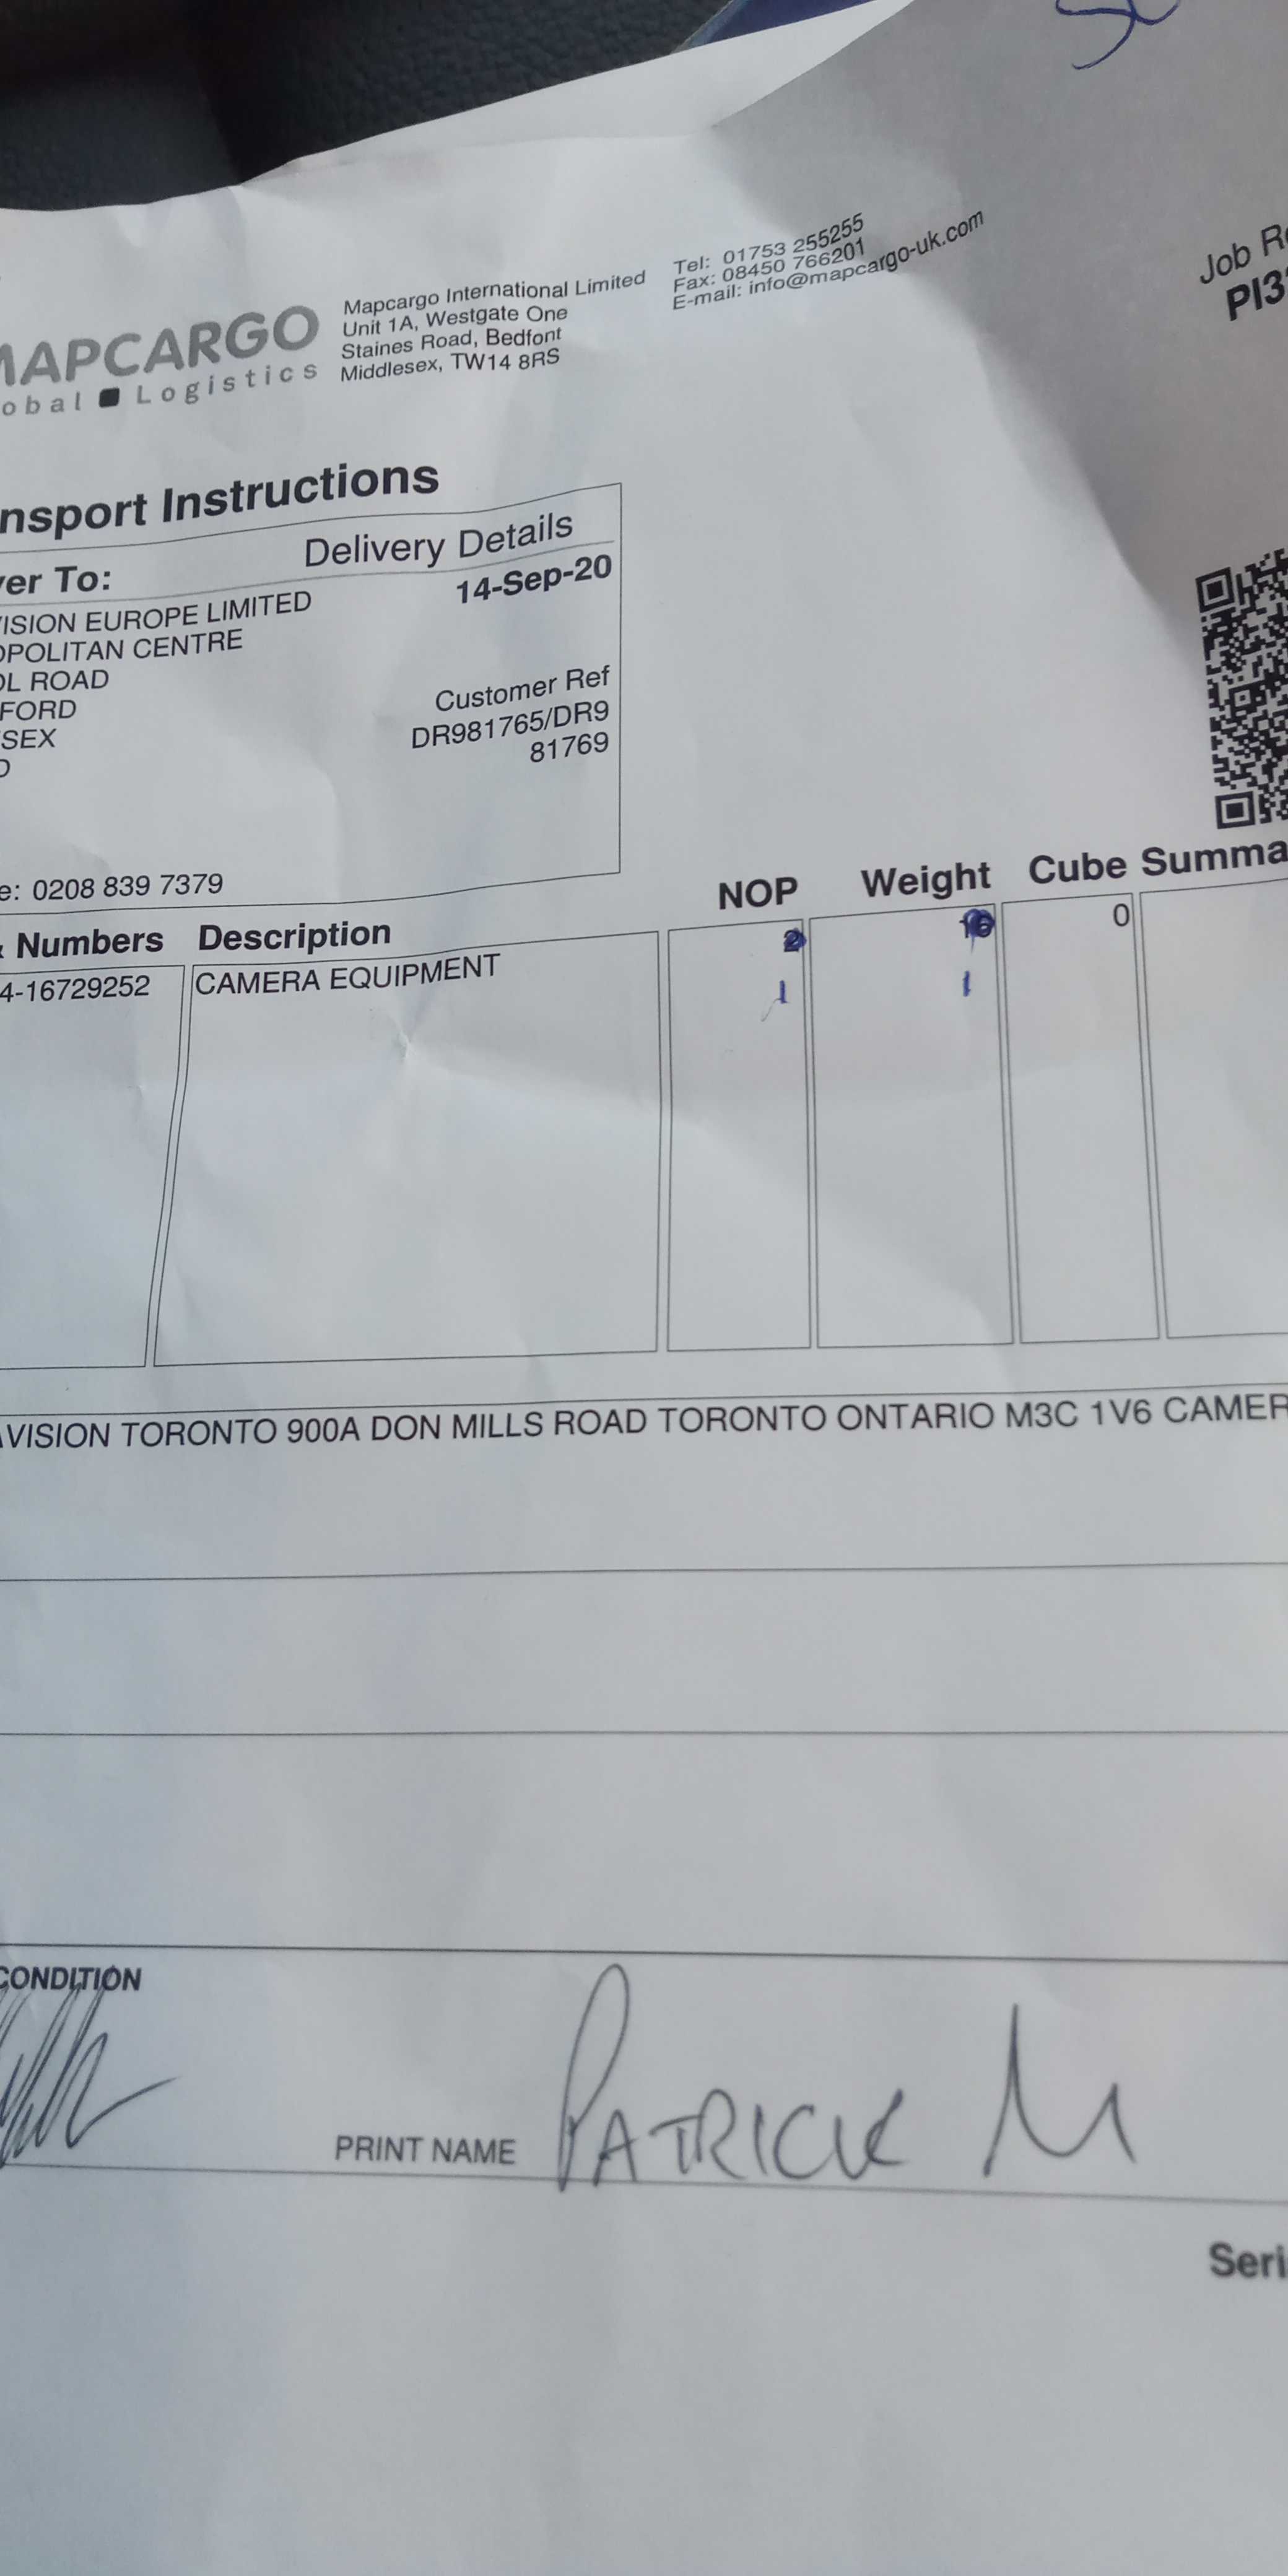 MAPCARGO
obal Logistics
Mapcargo International Limited
Unit 1A, Westgate One
Staines Road, Bedfont
Middlesex, TW14 8RS
Tel: 01753 255255
Fax: 08450 766201
E-mail: info@mapcargo-uk.com
Job R
PI3
nsport Instructions
er To:
Delivery Details
14-Sep-20
ISION EUROPE LIMITED
OPOLITAN CENTRE
OL ROAD
FORD
SEX
Customer Ref
DR981765/DR9
81769
e: 0208 839 7379
Numbers Description NOP Weight Cube Summa
4-16729252 CAMERA EQUIPMENT 2 16 0
1 1
VISION TORONTO 900A DON MILLS ROAD TORONTO ONTARIO M3C 1V6 CAMER
CONDITION
PRINT NAME PATRICK M
Seri